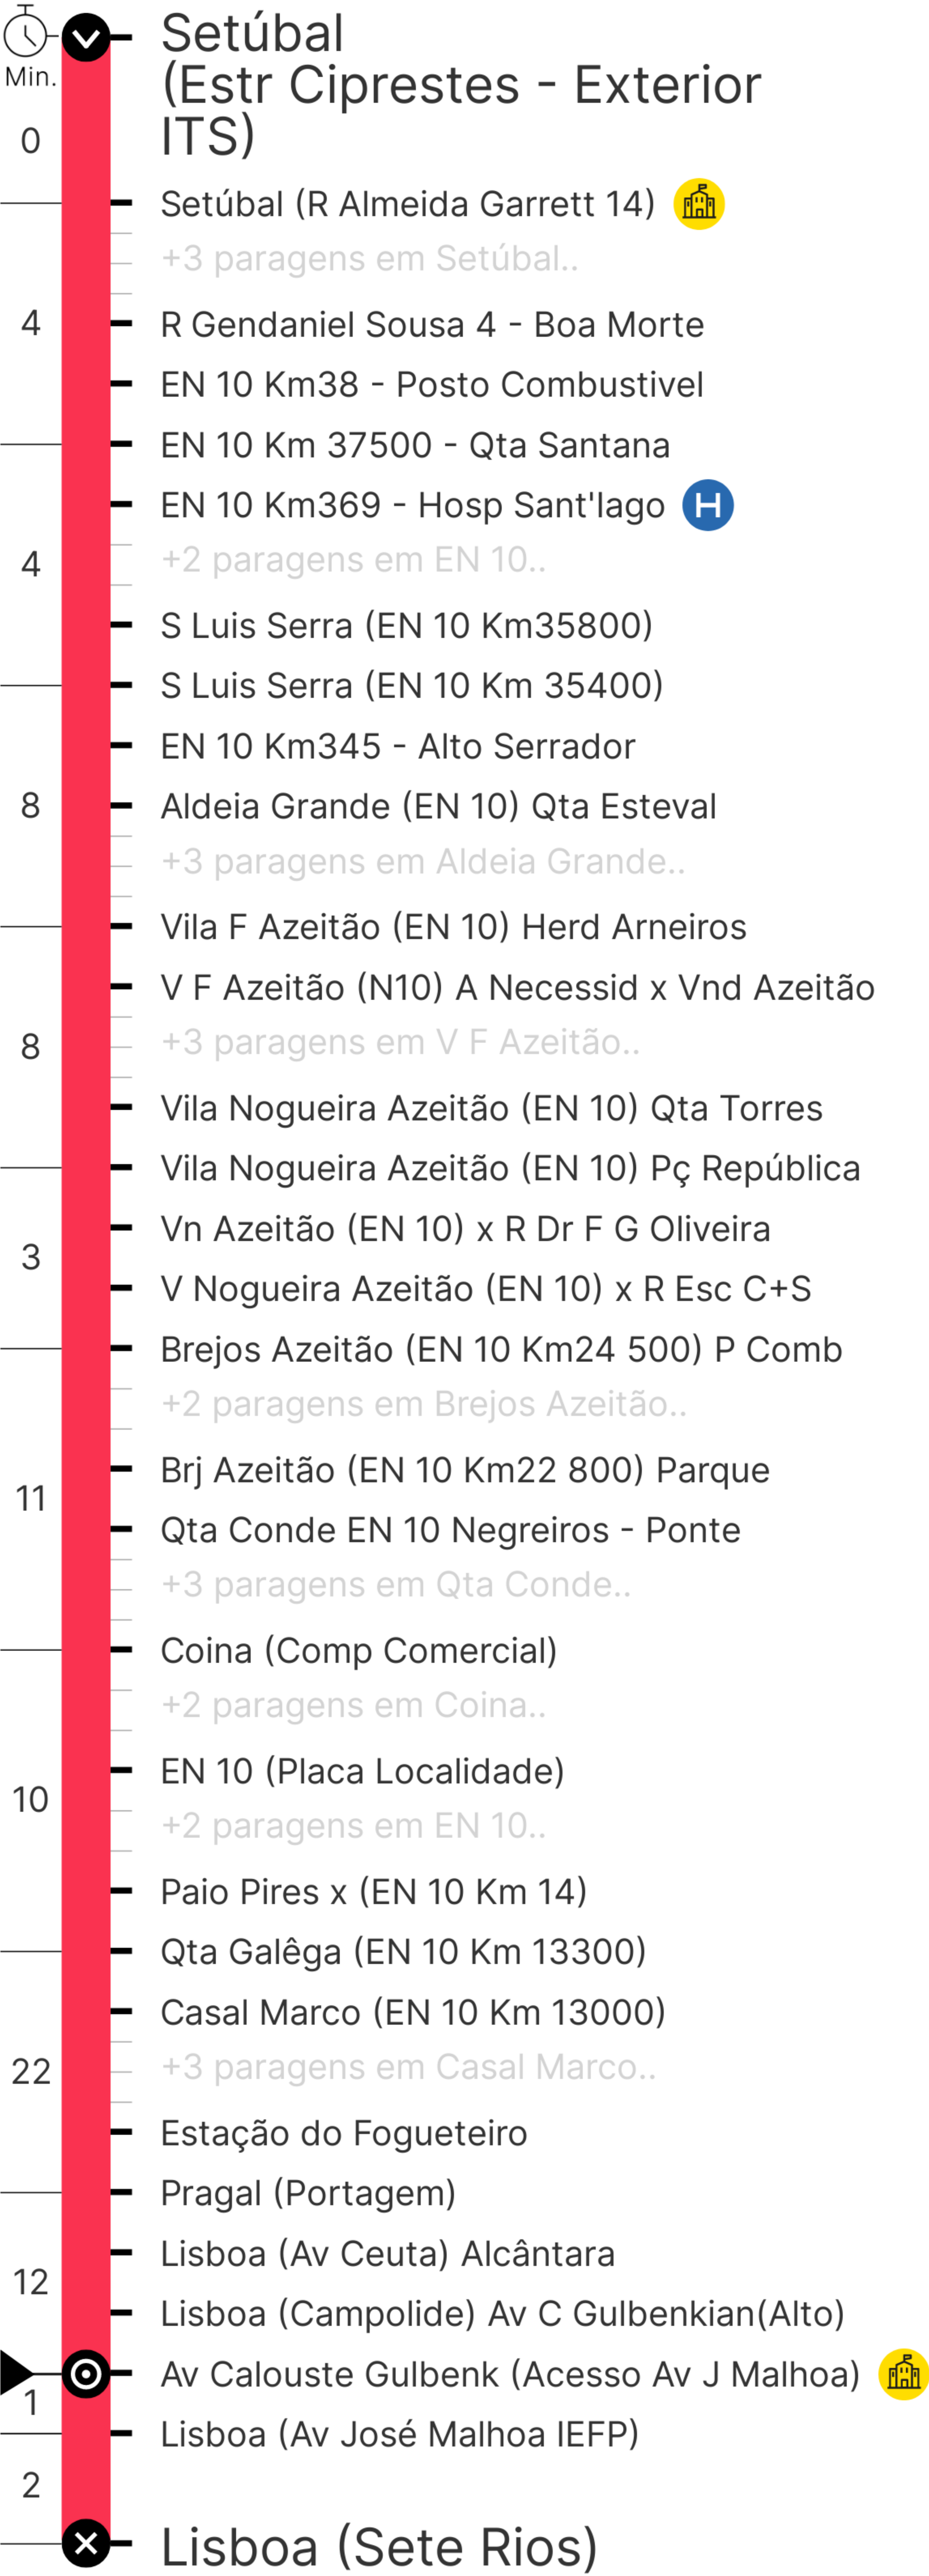 Setúbal
Min.
(Estr Ciprestes - Exterior
ITS)
0
Setúbal (R Almeida Garrett 14)
+3 paragens em Setúbal..
4
R Gendaniel Sousa 4 - Boa Morte
EN 10 Km38 - Posto Combustivel
EN 10 Km 37500 - Qta Santana
EN 10 Km369 - Hosp Sant'Iago H
4
+2 paragens em EN 10..
S Luis Serra (EN 10 Km35800)
S Luis Serra (EN 10 Km 35400)
EN 10 Km345 - Alto Serrador
8
Aldeia Grande (EN 10) Qta Esteval
+3 paragens em Aldeia Grande..
Vila F Azeitão (EN 10) Herd Arneiros
V F Azeitão (N10) A Necessid x Vnd Azeitão
8
+3 paragens em V F Azeitão..
Vila Nogueira Azeitão (EN 10) Qta Torres
Vila Nogueira Azeitão (EN 10) Pç República
Vn Azeitão (EN 10) x R Dr F G Oliveira
3
V Nogueira Azeitão (EN 10) x R Esc C+S
Brejos Azeitão (EN 10 Km24 500) P Comb
+2 paragens em Brejos Azeitão..
Brj Azeitão (EN 10 Km22 800) Parque
11
Qta Conde EN 10 Negreiros - Ponte
+3 paragens em Qta Conde..
Coina (Comp Comercial)
+2 paragens em Coina..
EN 10 (Placa Localidade)
10
+2 paragens em EN 10..
Paio Pires x (EN 10 Km 14)
Qta Galêga (EN 10 Km 13300)
Casal Marco (EN 10 Km 13000)
22
+3 paragens em Casal Marco..
Estação do Fogueteiro
Pragal (Portagem)
Lisboa (Av Ceuta) Alcântara
12
Lisboa (Campolide) Av C Gulbenkian(Alto)
Av Calouste Gulbenk (Acesso Av J Malhoa)
1
Lisboa (Av José Malhoa IEFP)
2
Lisboa (Sete Rios)